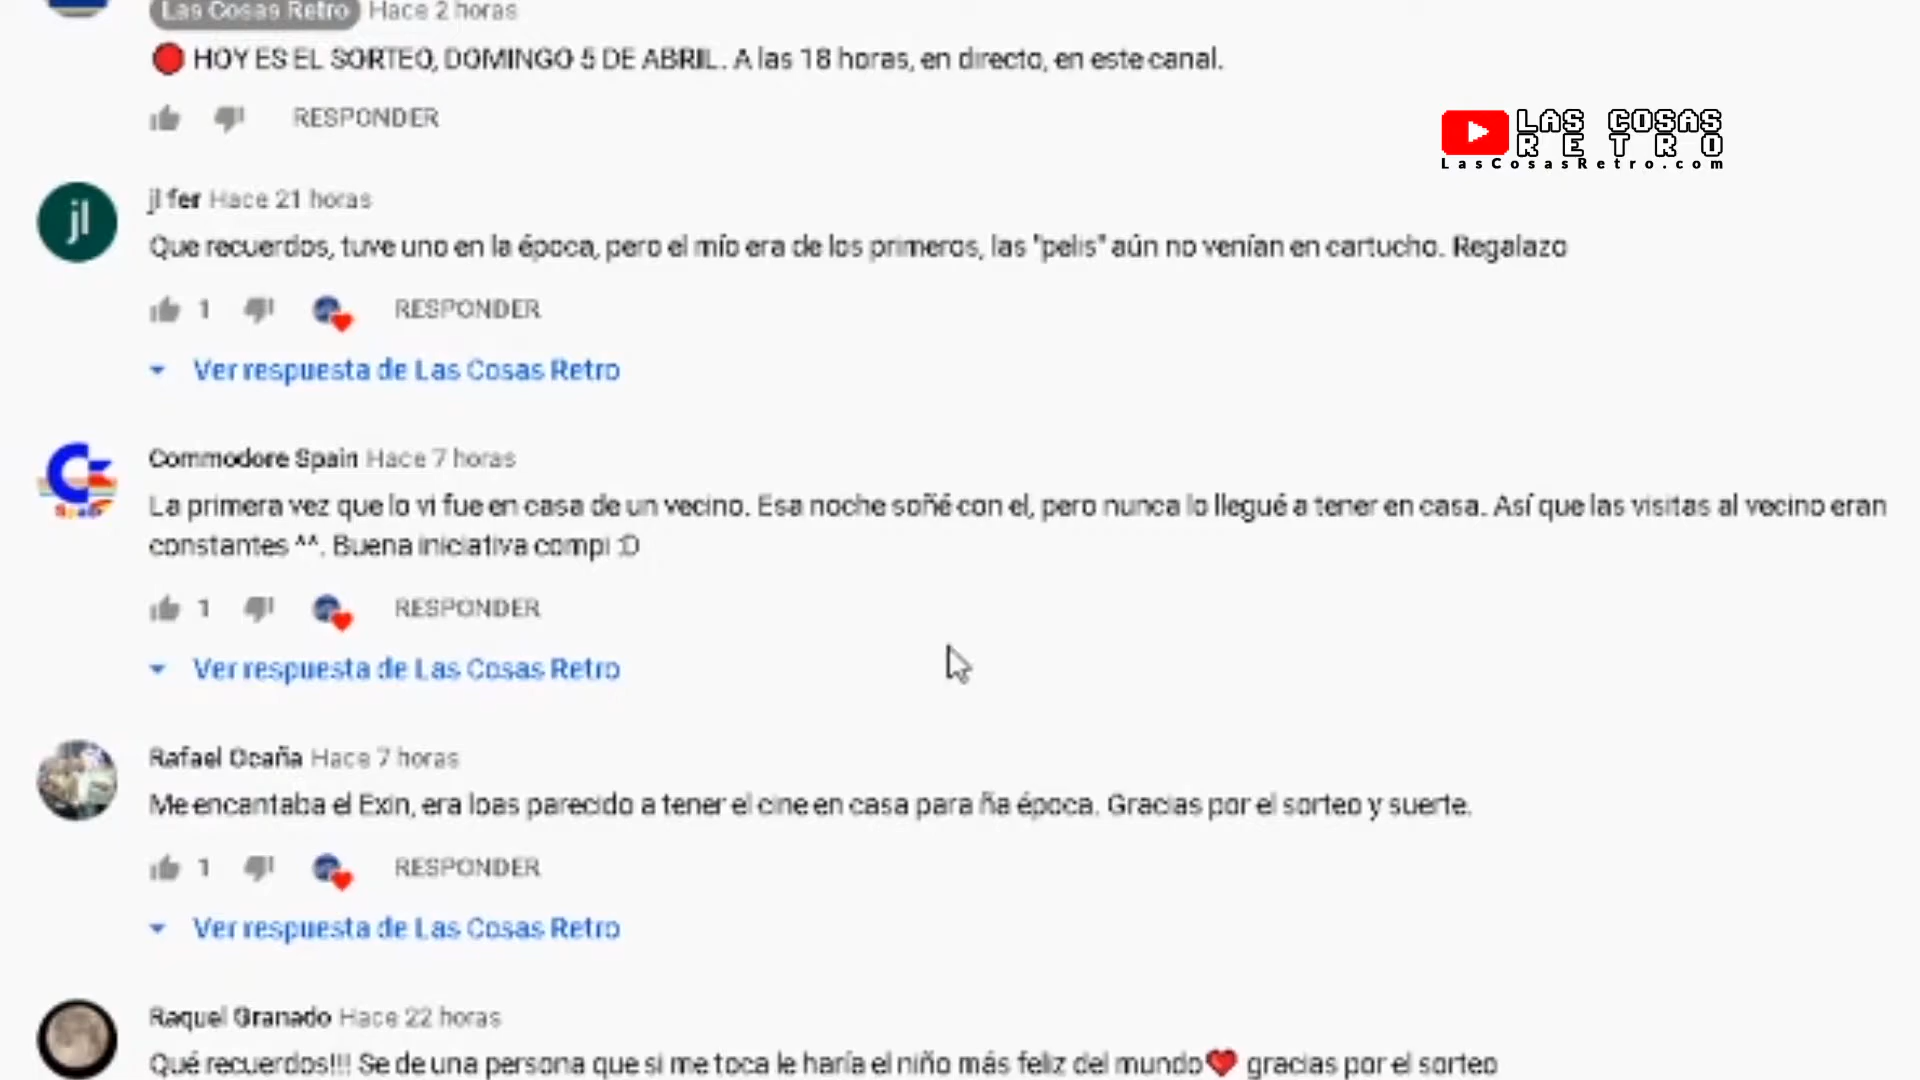 Las Cosas Retro Hace 2 horas
HOY ES EL SORTEO, DOMINGO 5 DE ABRIL. A las 18 horas, en directo, en este canal.
RESPONDER
LAS COSAS
RETRO
LasCosasRetro.com
jl
jl fer Hace 21 horas
Que recuerdos, tuve uno en la época, pero el mío era de los primeros, las "pelis" aún no venían en cartucho. Regalazo
1 RESPONDER
Ver respuesta de Las Cosas Retro
Commodore Spain Hace 7 horas
La primera vez que lo vi fue en casa de un vecino. Esa noche soñé con el, pero nunca lo llegué a tener en casa. Así que las visitas al vecino eran
constantes ^^. Buena iniciativa compi :D
1 RESPONDER
Ver respuesta de Las Cosas Retro
Rafael Ocaña Hace 7 horas
Me encantaba el Exin, era loas parecido a tener el cine en casa para ña época. Gracias por el sorteo y suerte.
1 RESPONDER
Ver respuesta de Las Cosas Retro
Raquel Granado Hace 22 horas
Qué recuerdos!!! Se de una persona que si me toca le haría el niño más feliz del mundo❤ gracias por el sorteo